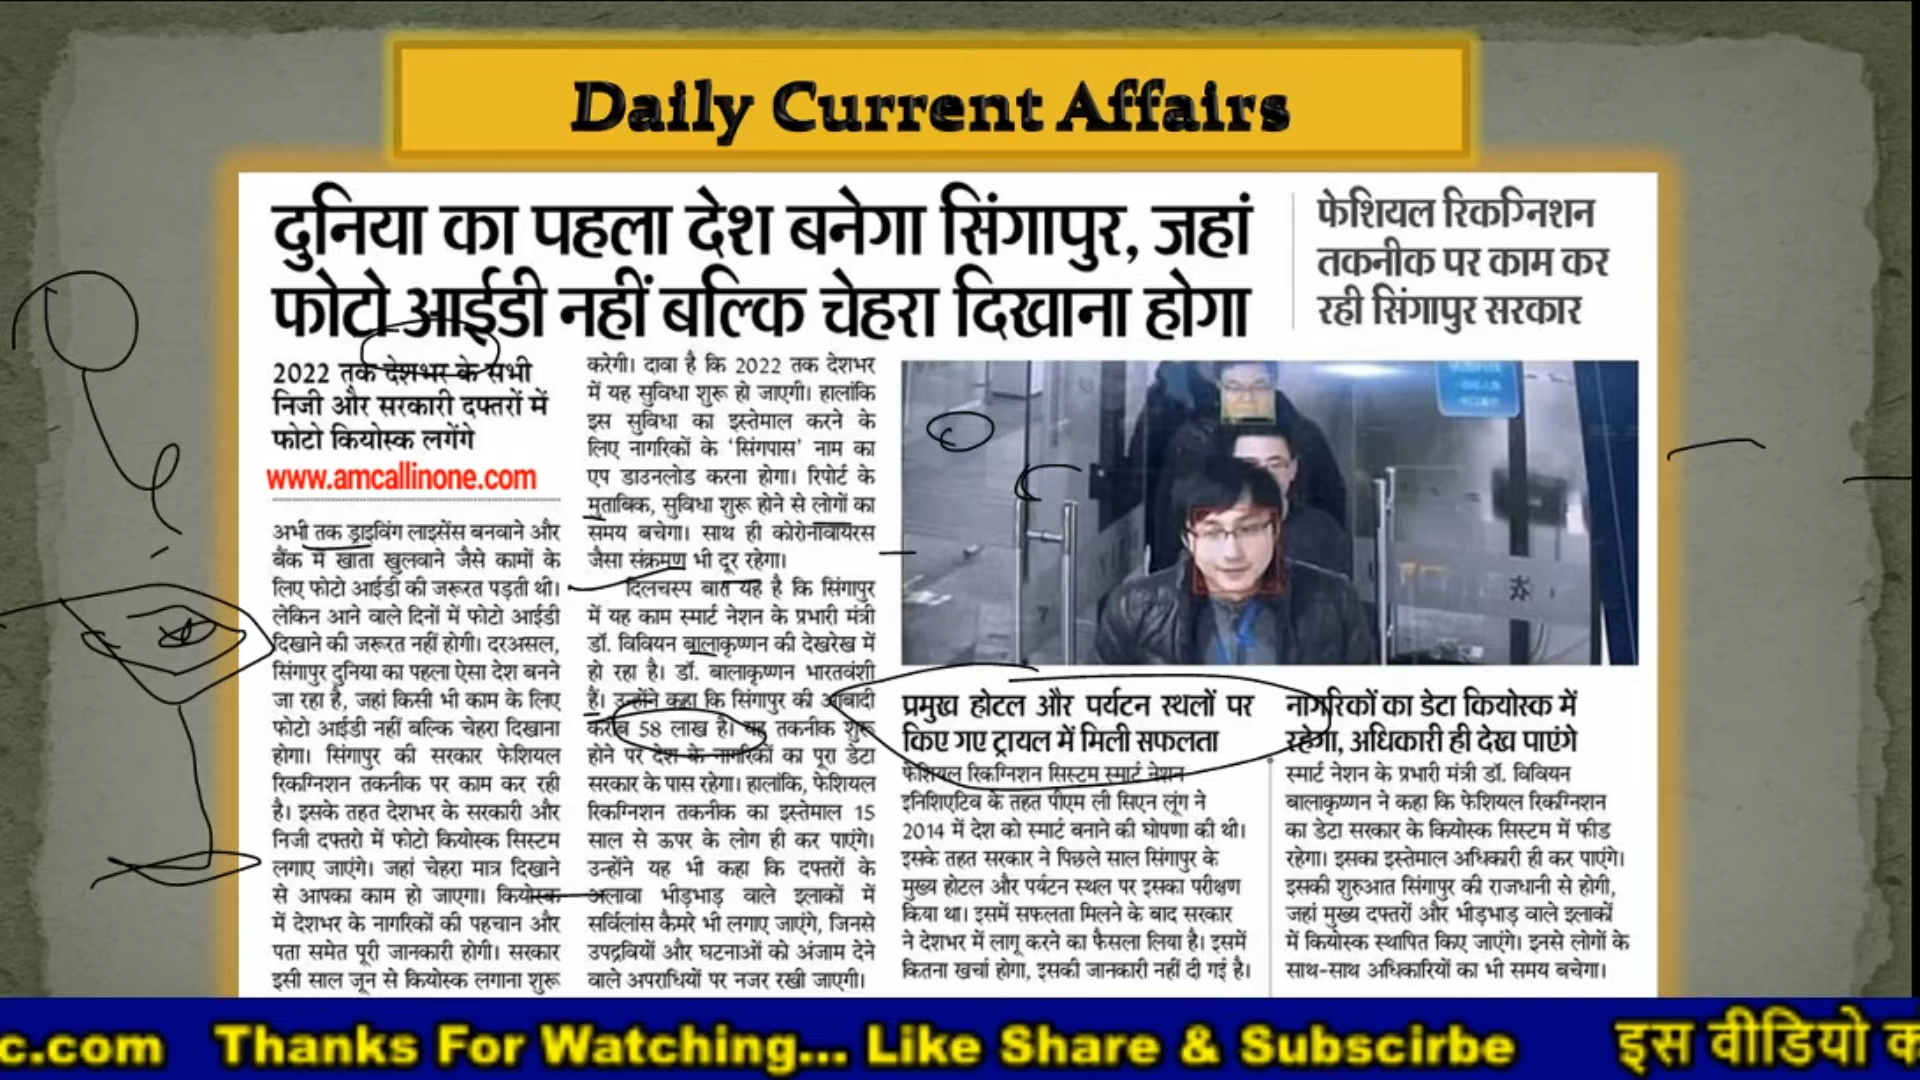 Daily Current Affairs
दुनिया का पहला देश बनेगा सिंगापुर, जहां
फोटो आईडी नहीं बल्कि चेहरा दिखाना होगा
फेशियल रिकग्निशन
तकनीक पर काम कर
रही सिंगापुर सरकार
2022 तक देशभर के सभी
निजी और सरकारी दफ्तरों में
फोटो कियोस्क लगेंगे
www.amcallinone.com
अभी तक ड्राइविंग लाइसेंस बनवाने और
बैंक में खाता खुलवाने जैसे कामों के
लिए फोटो आईडी की जरूरत पड़ती थी।
लेकिन आने वाले दिनों में फोटो आईडी
दिखाने की जरूरत नहीं होगी। दरअसल,
सिंगापुर दुनिया का पहला ऐसा देश बनने
जा रहा है, जहां किसी भी काम के लिए
फोटो आईडी नहीं बल्कि चेहरा दिखाना
होगा। सिंगापुर की सरकार फेशियल
रिकग्निशन तकनीक पर काम कर रही
है। इसके तहत देशभर के सरकारी और
निजी दफ्तरो में फोटो कियोस्क सिस्टम
लगाए जाएंगे। जहां चेहरा मात्र दिखाने
से आपका काम हो जाएगा। कियोस्क
में देशभर के नागरिकों की पहचान और
पता समेत पूरी जानकारी होगी। सरकार
इसी साल जून से कियोस्क लगाना शुरू
करेगी। दावा है कि 2022 तक देशभर
में यह सुविधा शुरू हो जाएगी। हालांकि
इस सुविधा का इस्तेमाल करने के
लिए नागरिकों के 'सिंगपास' नाम का
एप डाउनलोड करना होगा। रिपोर्ट के
मुताबिक, सुविधा शुरू होने से लोगों का
समय बचेगा। साथ ही कोरोनावायरस
जैसा संक्रमण भी दूर रहेगा।
दिलचस्प बात यह है कि सिंगापुर
में यह काम स्मार्ट नेशन के प्रभारी मंत्री
डॉ. विवियन बालाकृष्णन की देखरेख में
हो रहा है। डॉ. बालाकृष्णन भारतवंशी
हैं। उन्होंने कहा कि सिंगापुर की आबादी
करीब 58 लाख है। यह तकनीक शुरू
होने पर देश के नागरिकों का पूरा डेटा
सरकार के पास रहेगा। हालांकि, फेशियल
रिकग्निशन तकनीक का इस्तेमाल 15
साल से ऊपर के लोग ही कर पाएंगे।
उन्होंने यह भी कहा कि दफ्तरों के
अलावा भीड़भाड़ वाले इलाकों में
सर्विलांस कैमरे भी लगाए जाएंगे, जिनसे
उपद्रवियों और घटनाओं को अंजाम देने
वाले अपराधियों पर नजर रखी जाएगी।
प्रमुख होटल और पर्यटन स्थलों पर
किए गए ट्रायल में मिली सफलता
फेशियल रिकग्निशन सिस्टम स्मार्ट नेशन
इनिशिएटिव के तहत पीएम ली सिएन लूंग ने
2014 में देश को स्मार्ट बनाने की घोषणा की थी।
इसके तहत सरकार ने पिछले साल सिंगापुर के
मुख्य होटल और पर्यटन स्थल पर इसका परीक्षण
किया था। इसमें सफलता मिलने के बाद सरकार
ने देशभर में लागू करने का फैसला लिया है। इसमें
कितना खर्चा होगा, इसकी जानकारी नहीं दी गई है।
नागरिकों का डेटा कियोस्क में
रहेगा, अधिकारी ही देख पाएंगे
स्मार्ट नेशन के प्रभारी मंत्री डॉ. विवियन
बालाकृष्णन ने कहा कि फेशियल रिकग्निशन
का डेटा सरकार के कियोस्क सिस्टम में फीड
रहेगा। इसका इस्तेमाल अधिकारी ही कर पाएंगे।
इसकी शुरुआत सिंगापुर की राजधानी से होगी,
जहां मुख्य दफ्तरों और भीड़भाड़ वाले इलाकों
में कियोस्क स्थापित किए जाएंगे। इनसे लोगों के
साथ-साथ अधिकारियों का भी समय बचेगा।
c.com Thanks For Watching... Like Share & Subscirbe इस वीडियो क